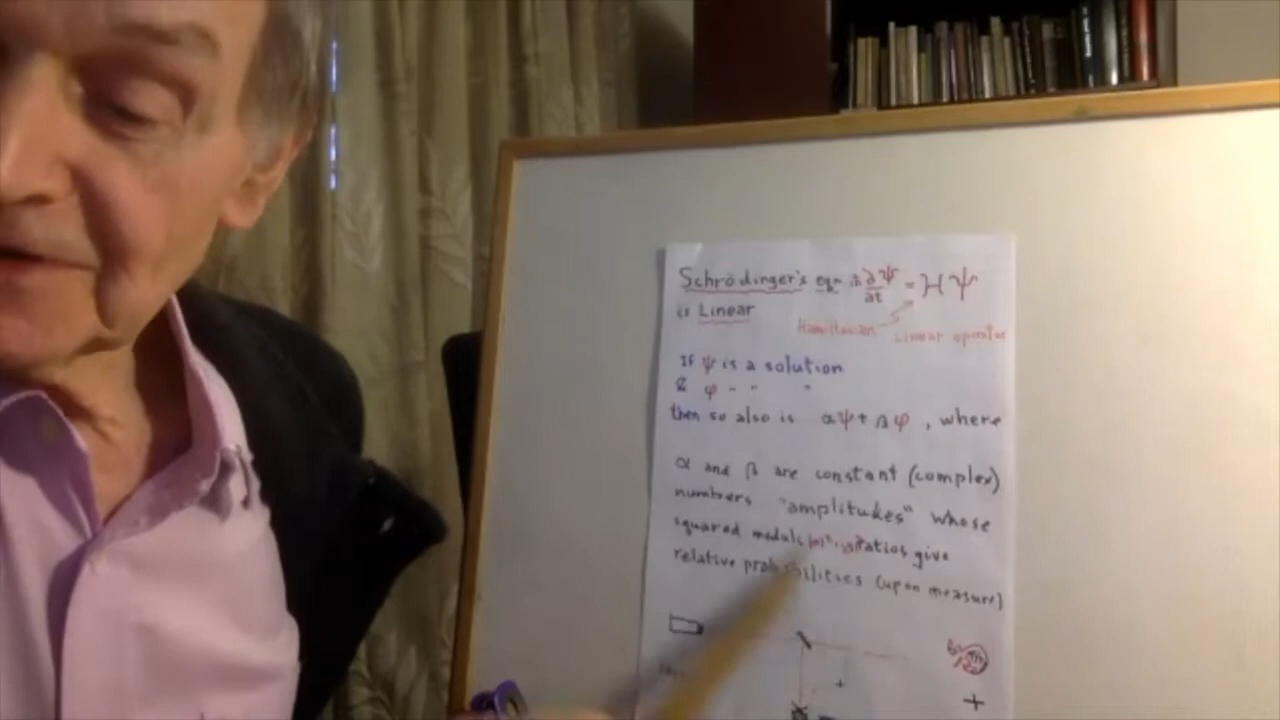 Schrödinger's eqn iħ ∂ψ/∂t = Hψ
is Linear
Hamiltonian Linear operator
If ψ is a solution
& φ " " "
then so also is αψ + βφ , where
α and β are constant (complex)
numbers "amplitudes" whose
squared moduli ratios give
relative probabilities (upon measure)
+
+